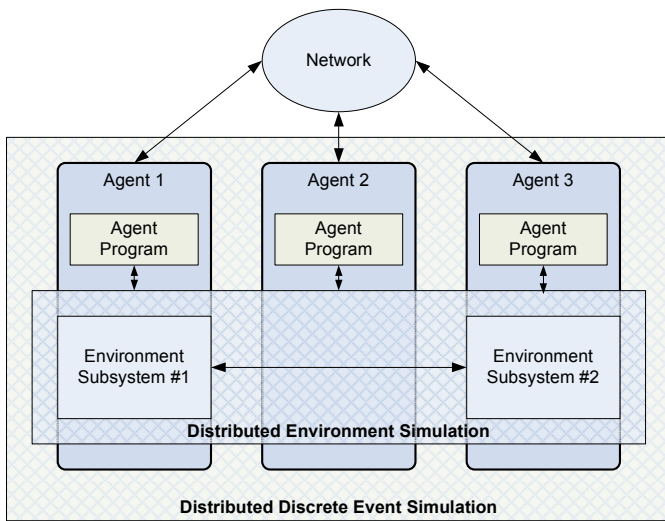 Network
Agent 1
Agent 2
Agent 3
Agent
Program
Agent
Program
Agent
Program
Environment
Subsystem #1
Environment
Subsystem #2
Distributed Environment Simulation
Distributed Discrete Event Simulation